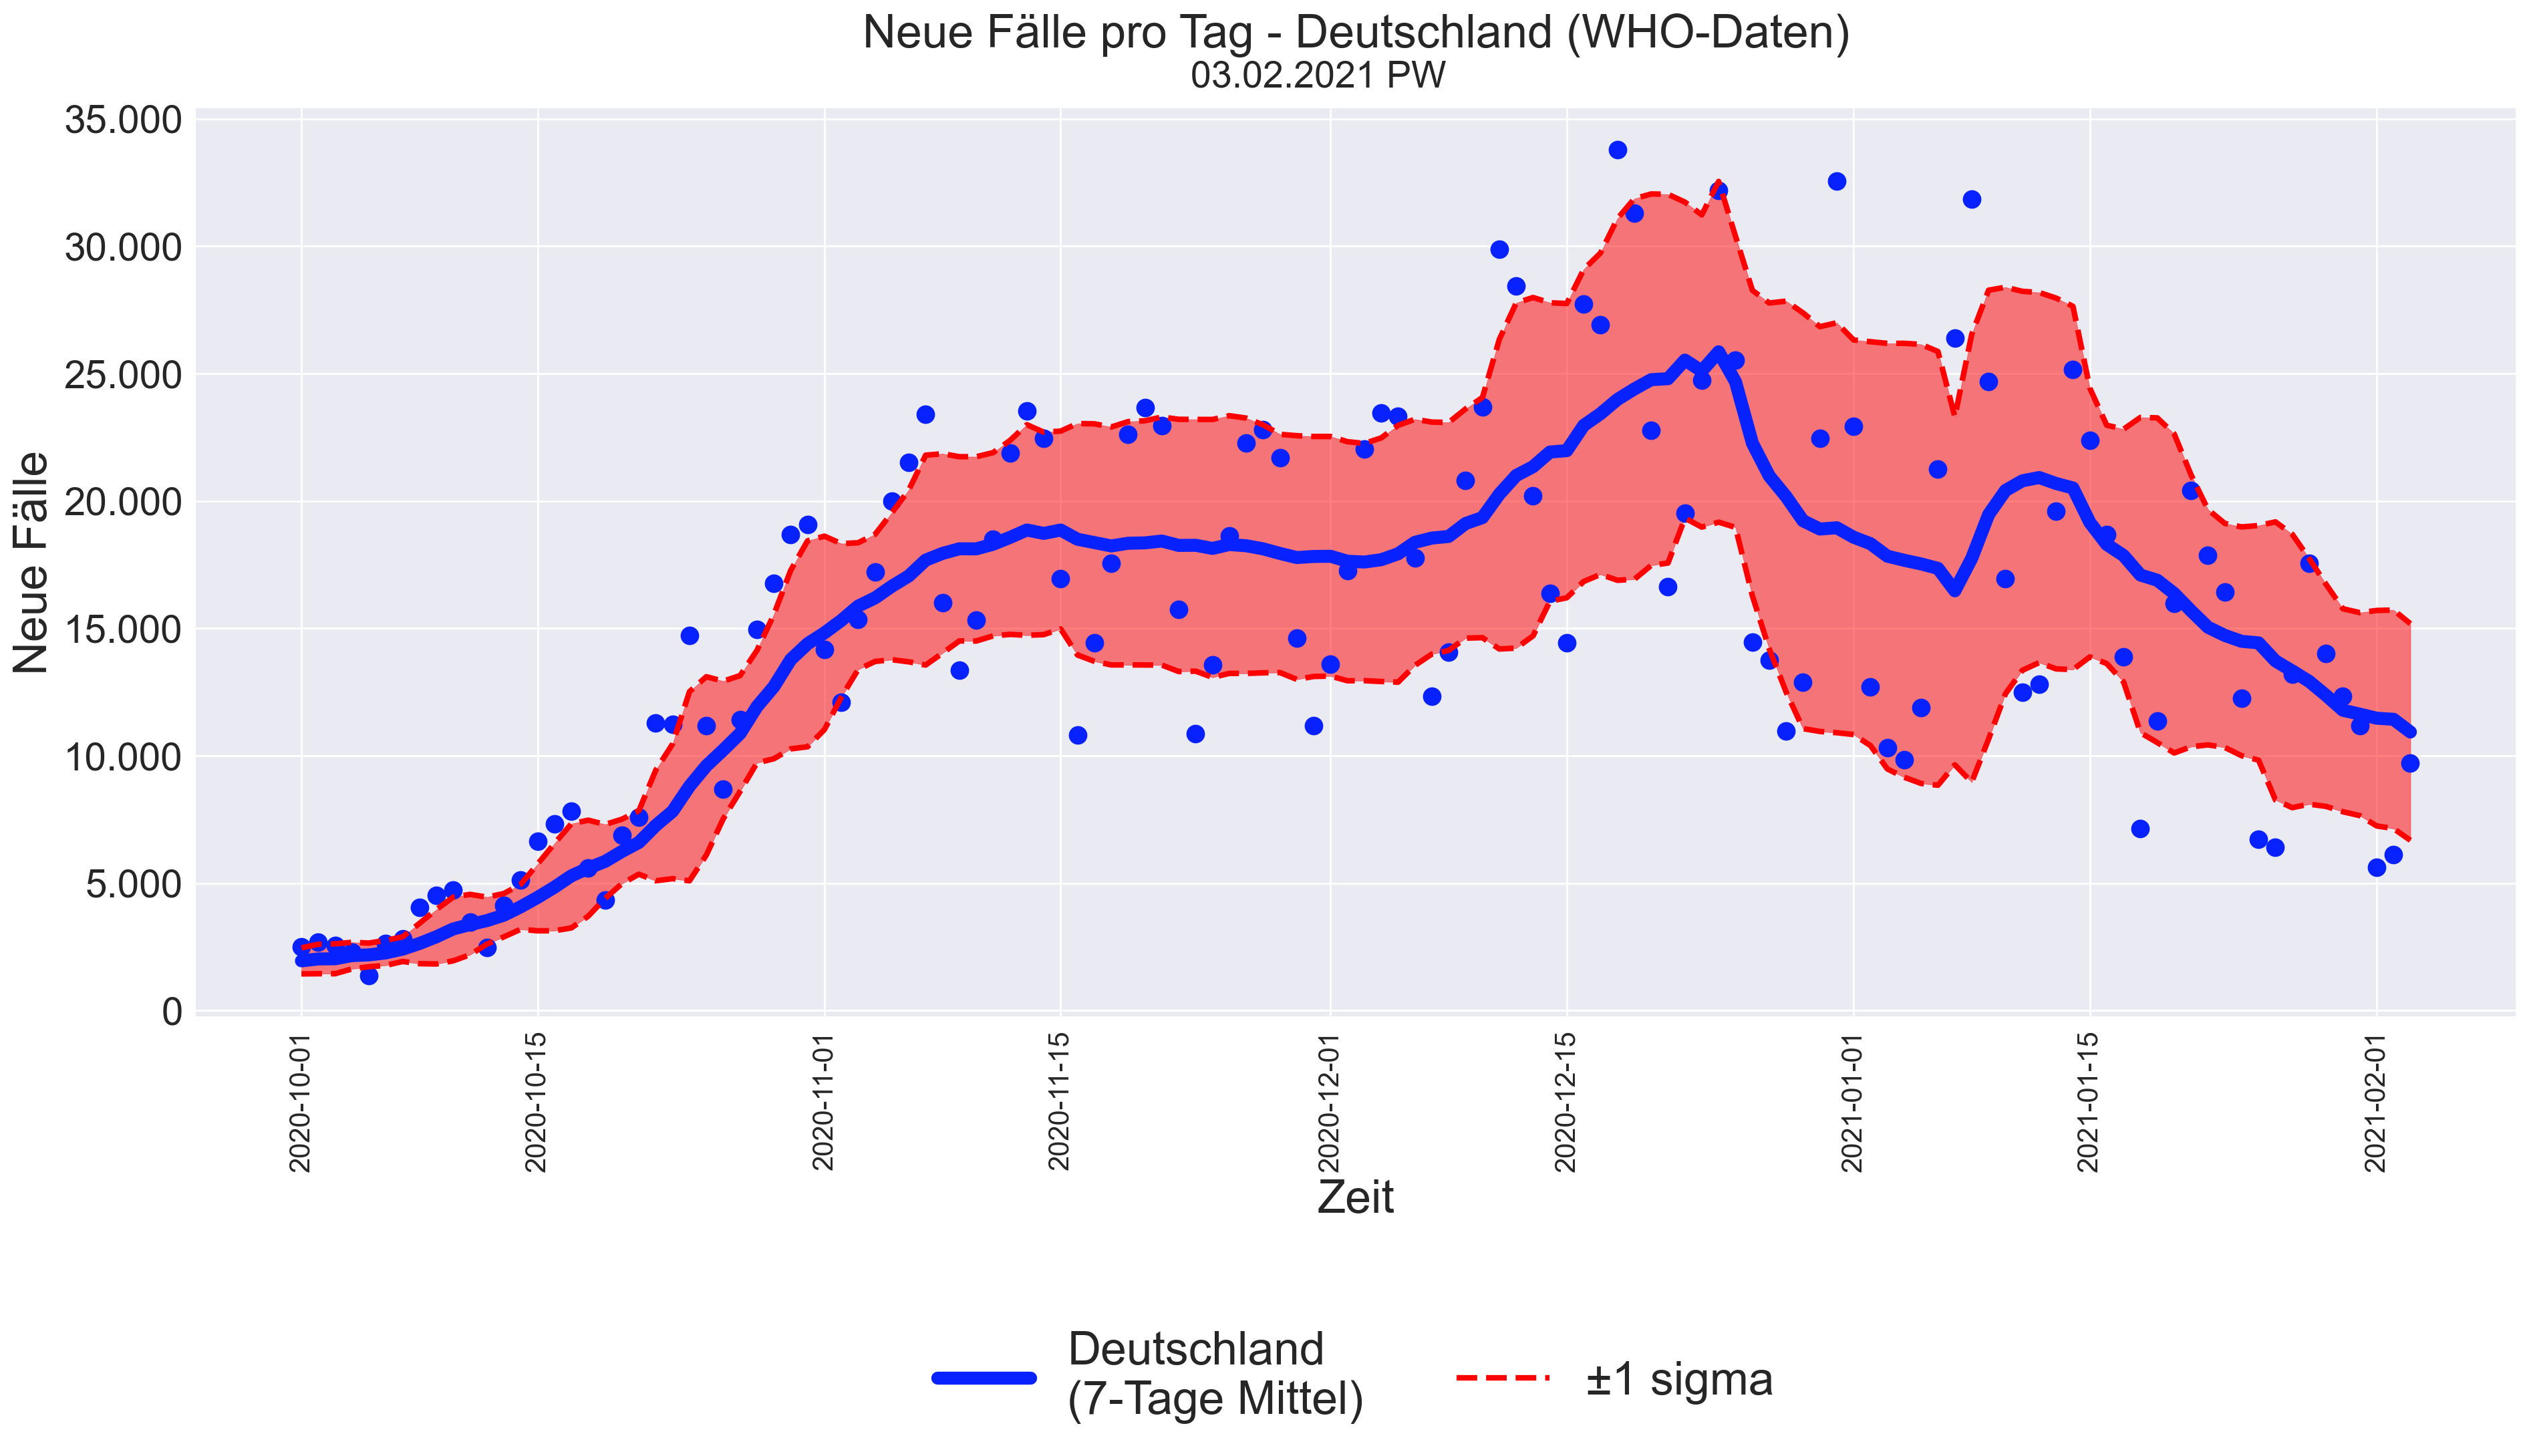 Neue Fälle pro Tag - Deutschland (WHO-Daten)
03.02.2021 PW
Neue Fälle
35.000
30.000
25.000
20.000
15.000
10.000
5.000
0
2020-10-01
2020-10-15
2020-11-01
2020-11-15
2020-12-01
2020-12-15
2021-01-01
2021-01-15
2021-02-01
Zeit
Deutschland
(7-Tage Mittel)
±1 sigma